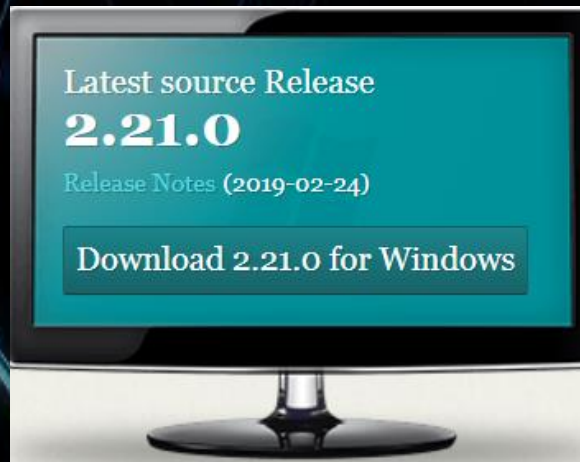 Latest source Release
2.21.0
Release Notes (2019-02-24)
Download 2.21.0 for Windows